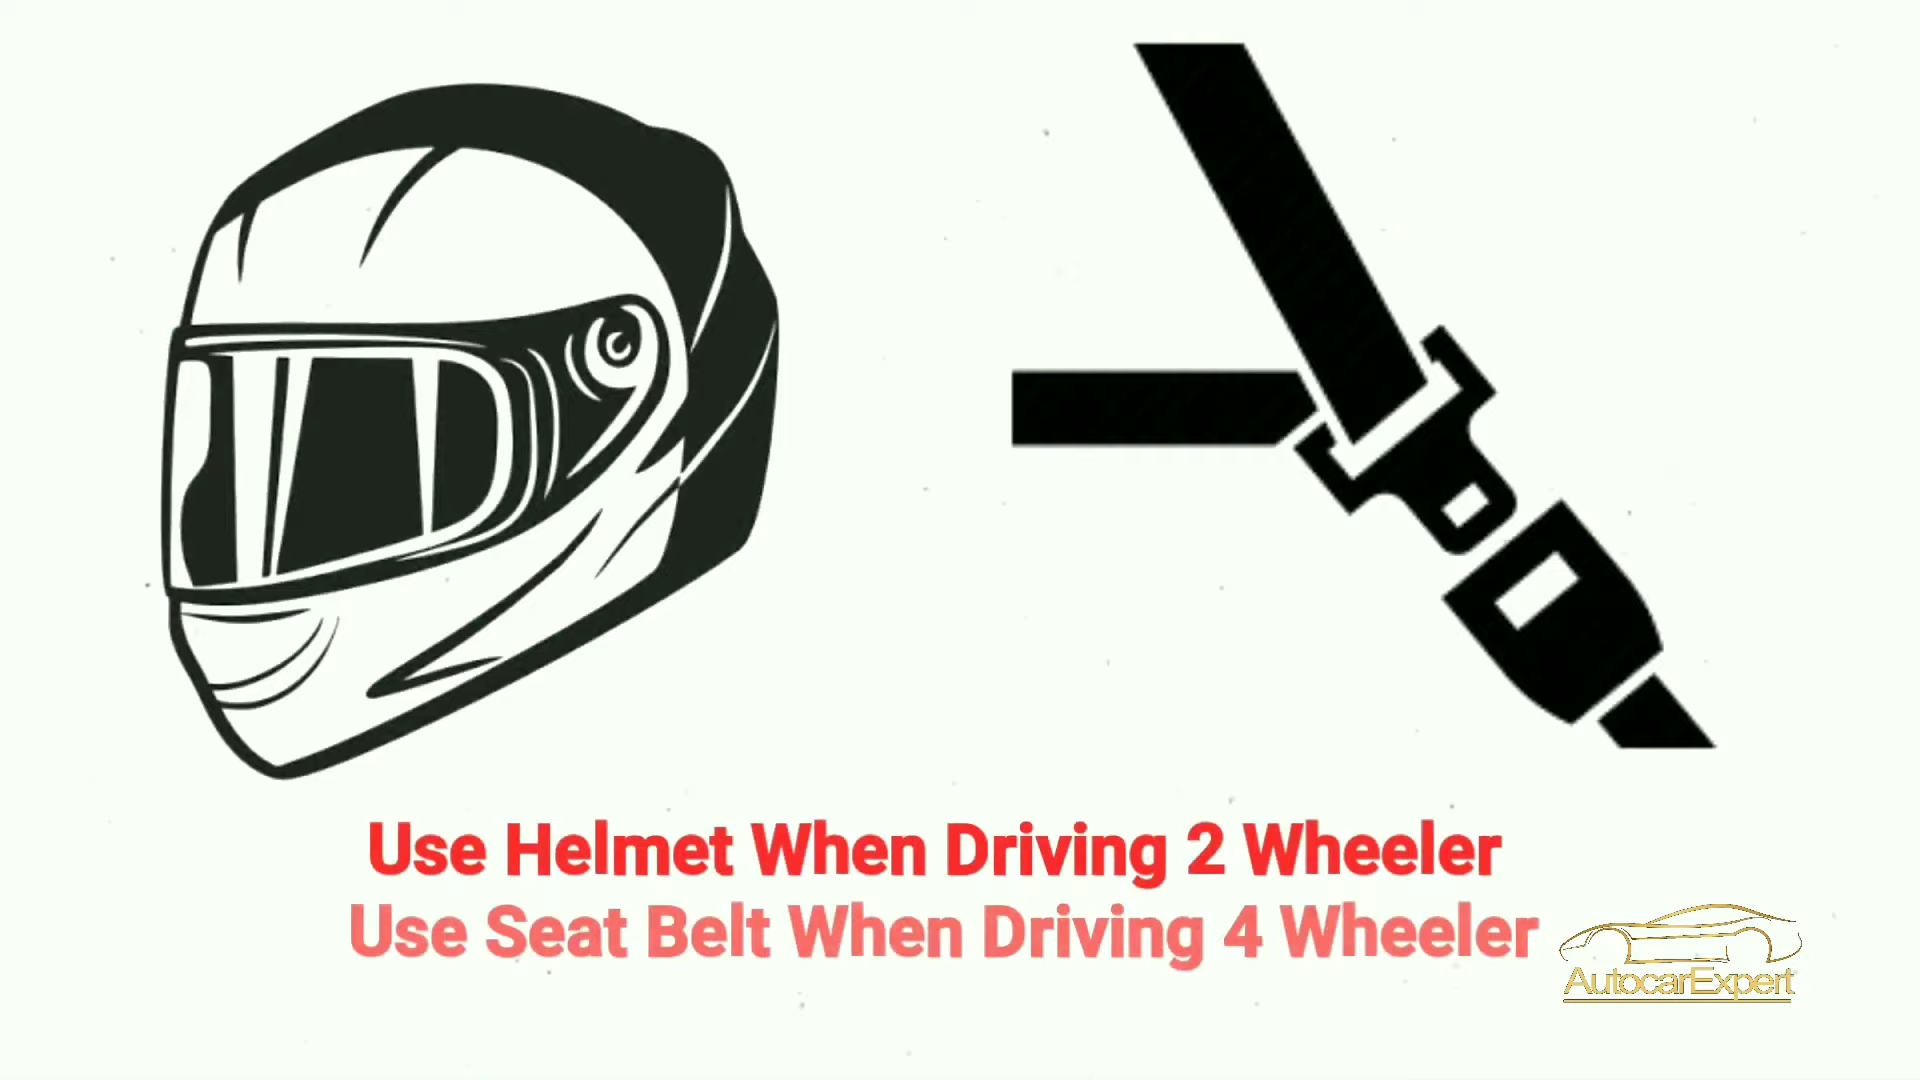 Use Helmet When Driving 2 Wheeler
Use Seat Belt When Driving 4 Wheeler
AutocarExpert